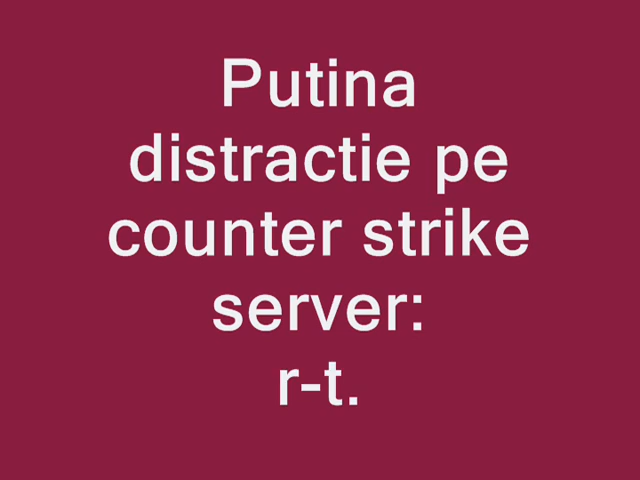 Putina
distractie pe
counter strike
server:
r-t.